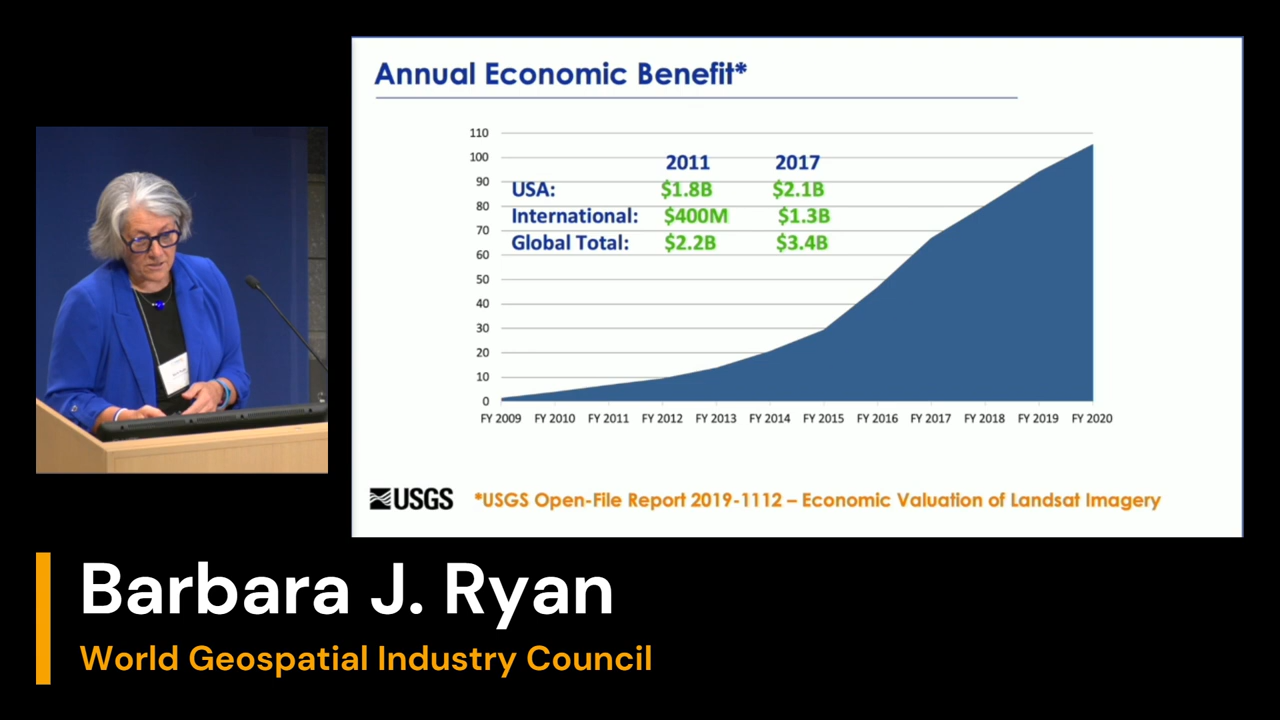 Annual Economic Benefit*
110
100
90
80
70
60
50
40
30
20
10
0
2011 2017
USA: $1.8B $2.1B
International: $400M $1.3B
Global Total: $2.2B $3.4B
FY 2009 FY 2010 FY 2011 FY 2012 FY 2013 FY 2014 FY 2015 FY 2016 FY 2017 FY 2018 FY 2019 FY 2020
USGS *USGS Open-File Report 2019-1112 – Economic Valuation of Landsat Imagery
Barbara J. Ryan
World Geospatial Industry Council